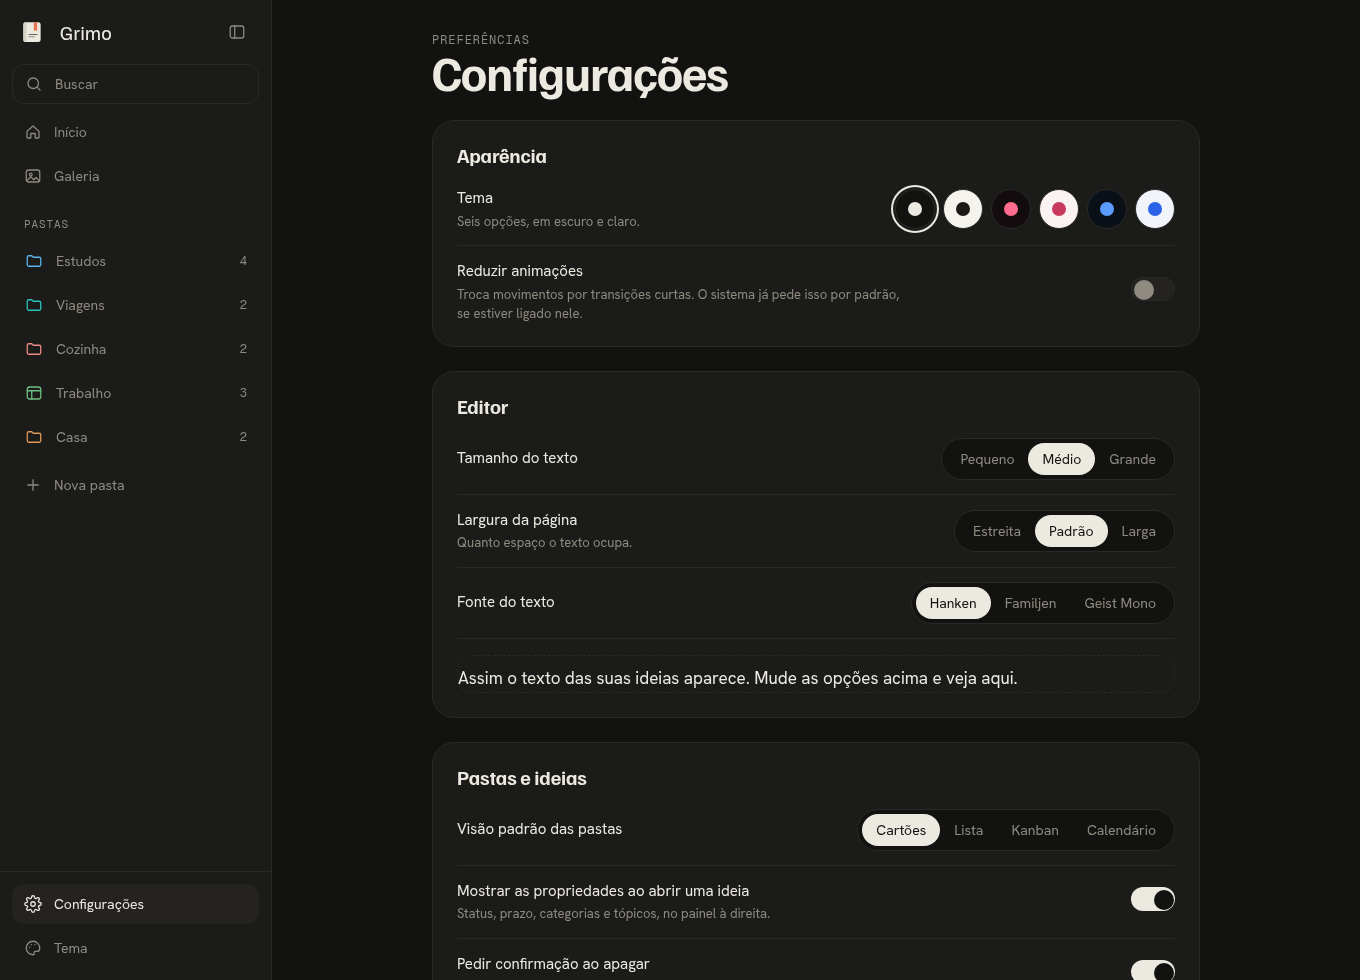 Grimo
Buscar
Início
Galeria
PASTAS
Estudos 4
Viagens 2
Cozinha 2
Trabalho 3
Casa 2
Nova pasta
Configurações
Tema
PREFERÊNCIAS
Configurações
Aparência
Tema
Seis opções, em escuro e claro.
Reduzir animações
Troca movimentos por transições curtas. O sistema já pede isso por padrão,
se estiver ligado nele.
Editor
Tamanho do texto
Pequeno Médio Grande
Largura da página
Quanto espaço o texto ocupa.
Estreita Padrão Larga
Fonte do texto
Hanken Familjen Geist Mono
Assim o texto das suas ideias aparece. Mude as opções acima e veja aqui.
Pastas e ideias
Visão padrão das pastas
Cartões Lista Kanban Calendário
Mostrar as propriedades ao abrir uma ideia
Status, prazo, categorias e tópicos, no painel à direita.
Pedir confirmação ao apagar